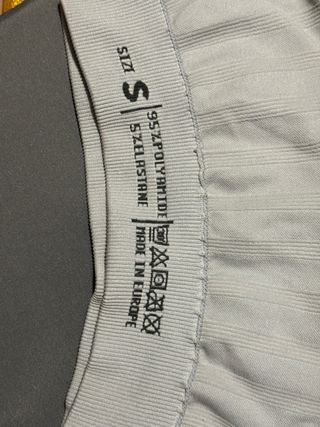 SIZE S
95%POLYAMIDE
5%ELASTANE
MADE IN EUROPE